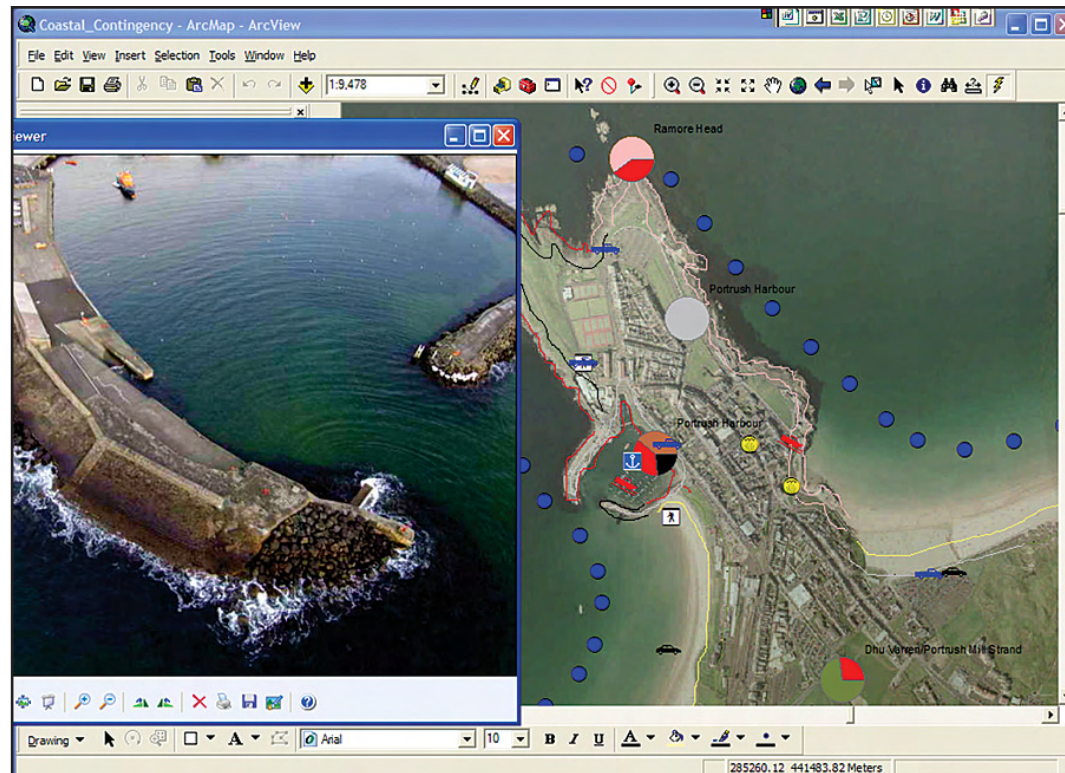 Coastal_Contingency - ArcMap - ArcView
File Edit View Insert Selection Tools Window Help
1:9,478
iewer
Ramore Head
Portrush Harbour
Portrush Harbour
Dhu Varren/Portrush Mill Strand
Drawing
A
Arial
10
B I U A
285260.12 441483.82 Meters